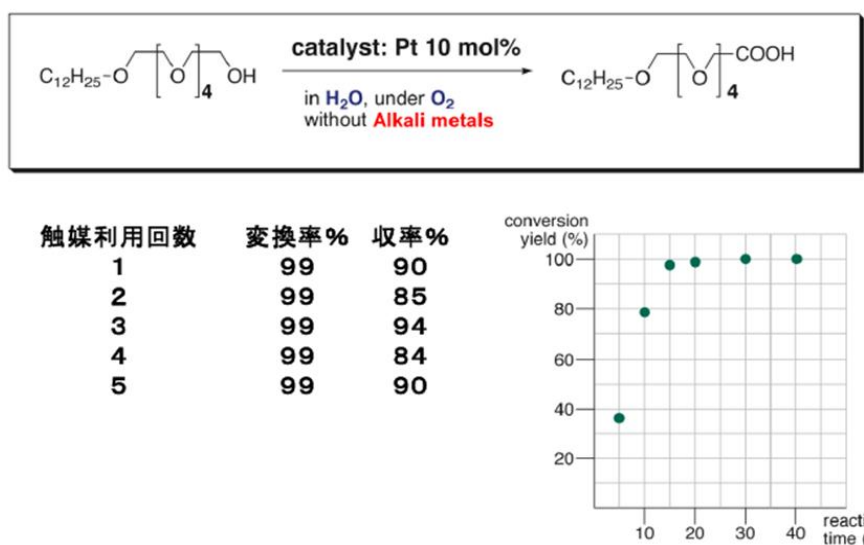 catalyst: Pt 10 mol%
C12H25-O [ O ]4 OH
in H2O, under O2
without Alkali metals
C12H25-O [ O ]4 COOH
触媒利用回数 変換率% 収率%
1 99 90
2 99 85
3 99 94
4 99 84
5 99 90
conversion
yield (%)
100
80
60
40
20
10 20 30 40
time